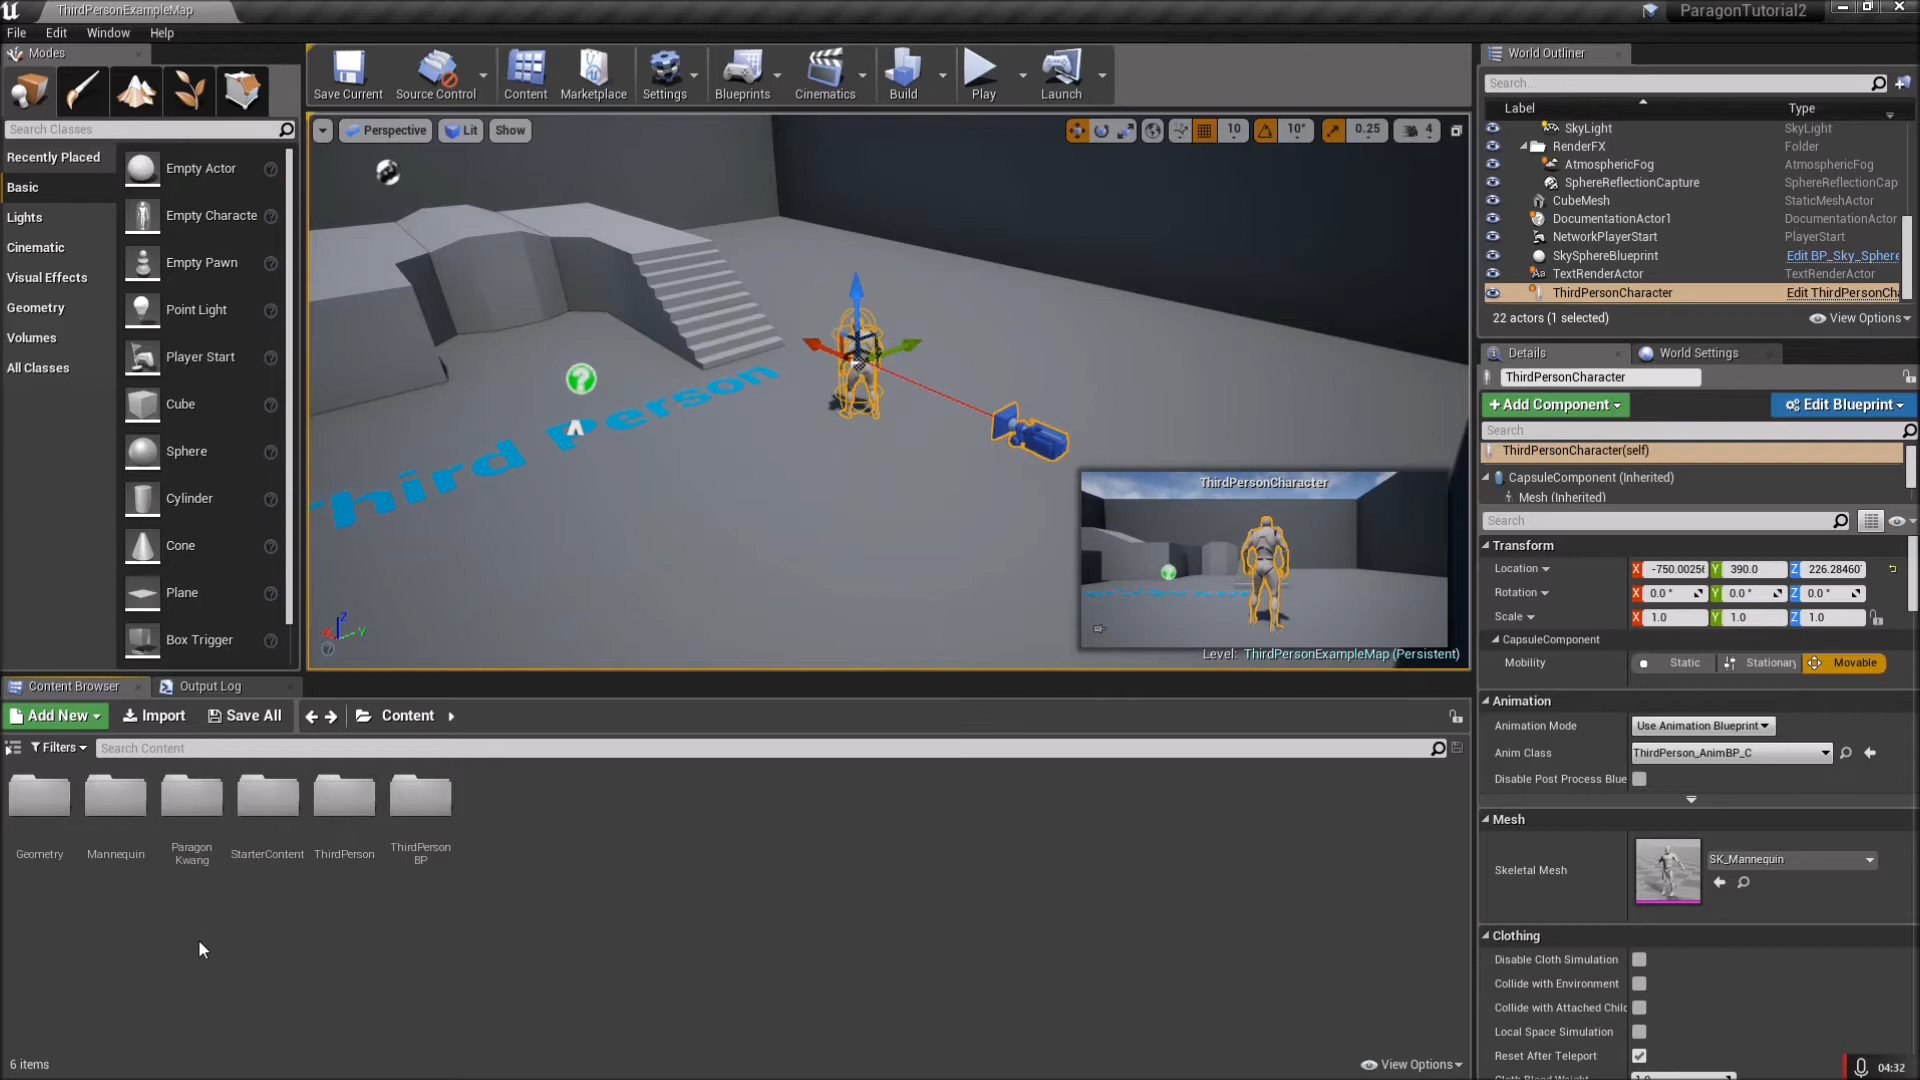 ThirdPersonExampleMap
ParagonTutorial2
File Edit Window Help
Modes
Save Current
Source Control
Content
Marketplace
Settings
Blueprints
Cinematics
Build
Play
Launch
Search Classes
Recently Placed
Basic
Lights
Cinematic
Visual Effects
Geometry
Volumes
All Classes
Empty Actor
Empty Characte
Empty Pawn
Point Light
Player Start
Cube
Sphere
Cylinder
Cone
Plane
Box Trigger
Perspective Lit Show
10 10° 0.25 4
Third Person
ThirdPersonCharacter
Level: ThirdPersonExampleMap (Persistent)
Z
X Y
World Outliner
Search...
Label Type
SkyLight SkyLight
RenderFX Folder
AtmosphericFog AtmosphericFog
SphereReflectionCapture SphereReflectionCap
CubeMesh StaticMeshActor
DocumentationActor1 DocumentationActor
NetworkPlayerStart PlayerStart
SkySphereBlueprint Edit BP_Sky_Sphere
TextRenderActor TextRenderActor
ThirdPersonCharacter Edit ThirdPersonCha
22 actors (1 selected) View Options
Details World Settings
ThirdPersonCharacter
+Add Component Edit Blueprint
Search
ThirdPersonCharacter(self)
CapsuleComponent (Inherited)
Mesh (Inherited)
Search
Transform
Location X -750.0025 Y 390.0 Z 226.28460
Rotation X 0.0° Y 0.0° Z 0.0°
Scale X 1.0 Y 1.0 Z 1.0
CapsuleComponent
Mobility Static Stationary Movable
Animation
Animation Mode Use Animation Blueprint
Anim Class ThirdPerson_AnimBP_C
Disable Post Process Blue
Mesh
Skeletal Mesh SK_Mannequin
Clothing
Disable Cloth Simulation
Collide with Environment
Collide with Attached Chilc
Local Space Simulation
Reset After Teleport
Cloth Blend Weight
04:32
Content Browser Output Log
Add New Import Save All Content
Filters Search Content
Geometry
Mannequin
Paragon
Kwang
StarterContent
ThirdPerson
ThirdPerson
BP
6 items
View Options